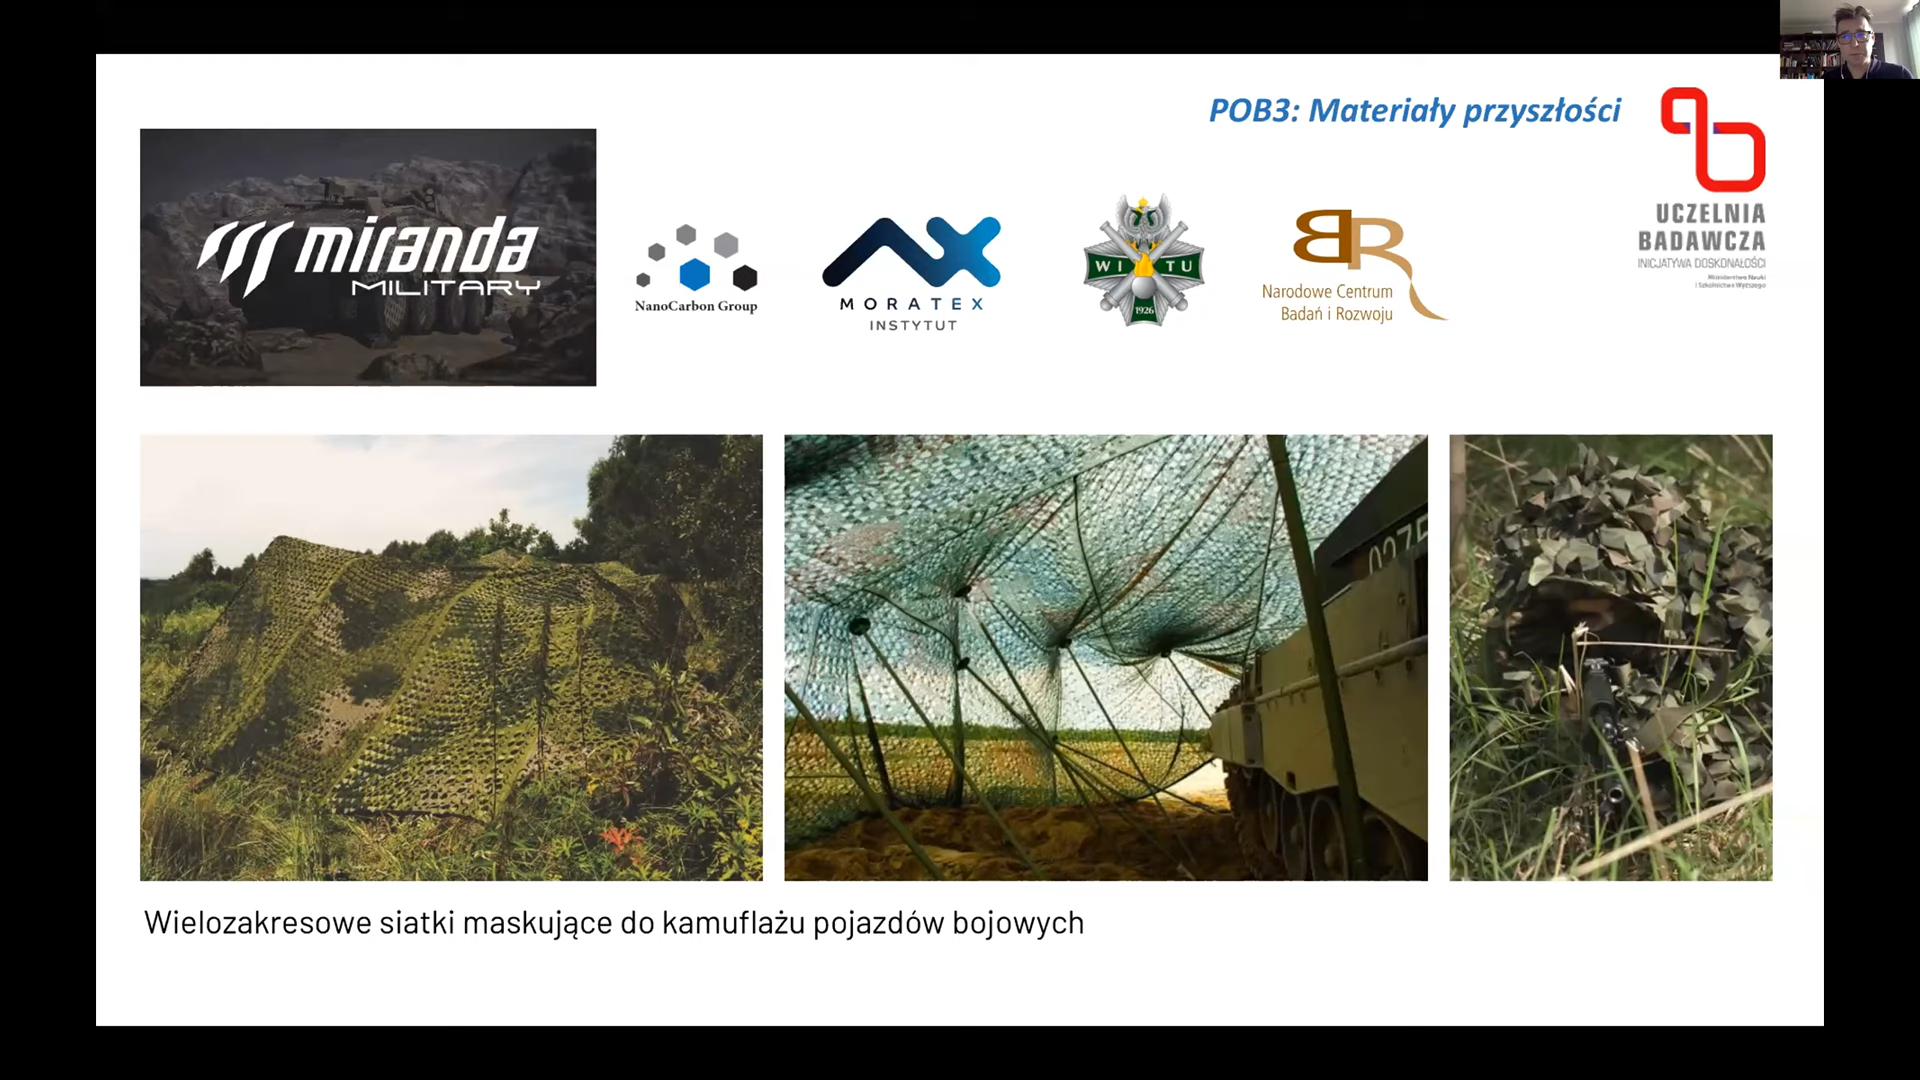 POB3: Materiały przyszłości
miranda
MILITARY
NanoCarbon Group
MORATEX
INSTYTUT
WITU
1926
BR
Narodowe Centrum
Badań i Rozwoju
UCZELNIA
BADAWCZA
INICJATYWA DOSKONAŁOŚCI
Ministerstwo Nauki
i Szkolnictwa Wyższego
0275
Wielozakresowe siatki maskujące do kamuflażu pojazdów bojowych